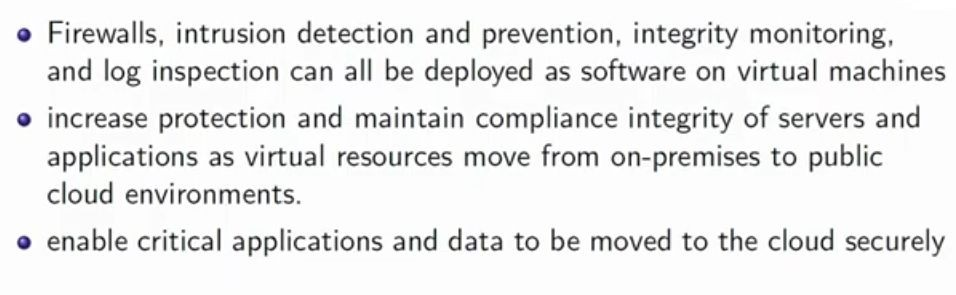 Firewalls, intrusion detection and prevention, integrity monitoring,
and log inspection can all be deployed as software on virtual machines
increase protection and maintain compliance integrity of servers and
applications as virtual resources move from on-premises to public
cloud environments.
enable critical applications and data to be moved to the cloud securely